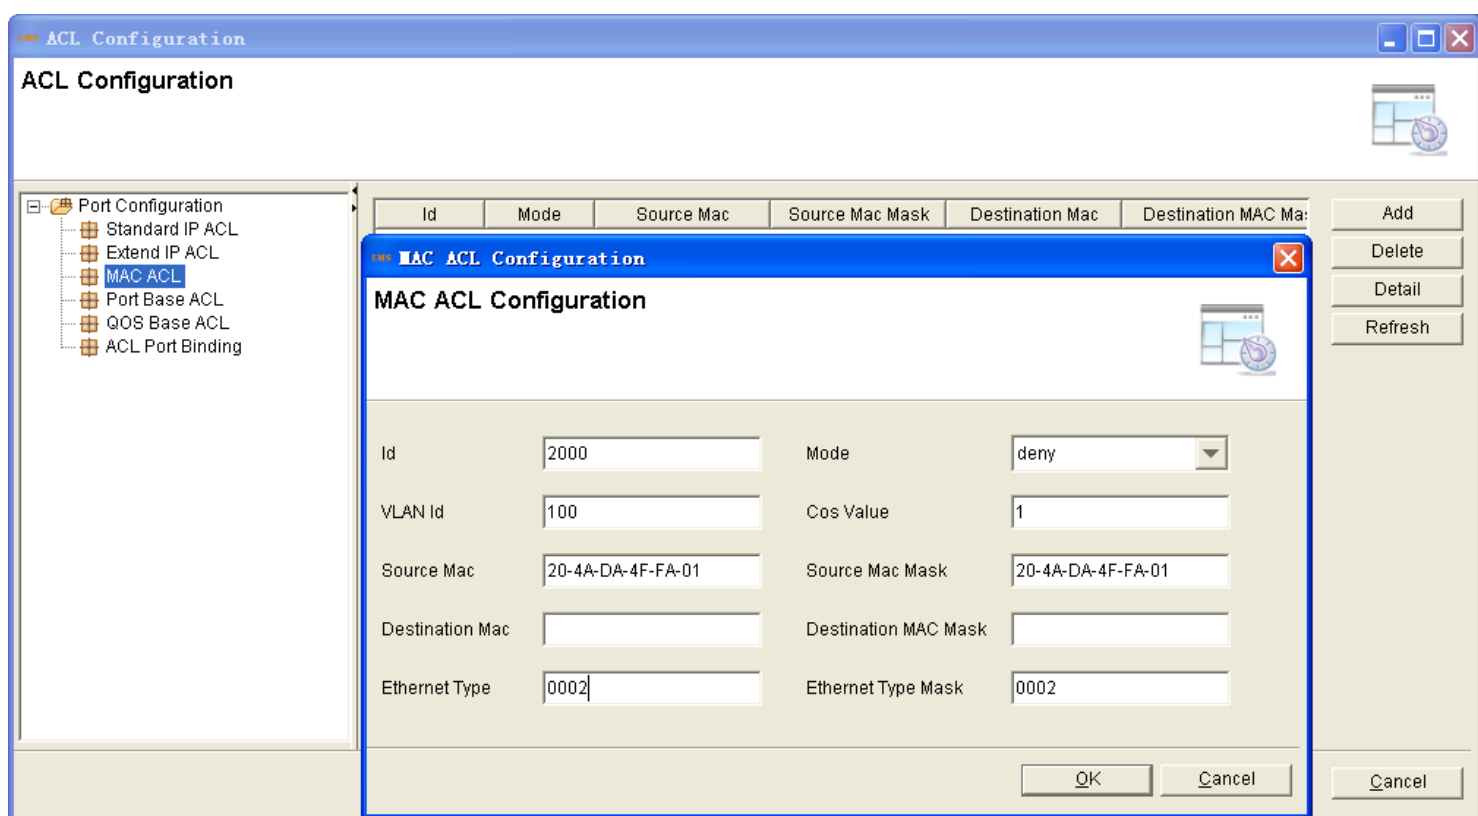 EMS ACL Configuration
ACL Configuration
Port Configuration
Standard IP ACL
Extend IP ACL
MAC ACL
Port Base ACL
QOS Base ACL
ACL Port Binding
Id Mode Source Mac Source Mac Mask Destination Mac Destination MAC Mas
Add
Delete
Detail
Refresh
EMS MAC ACL Configuration
MAC ACL Configuration
Id 2000 Mode deny
VLAN Id 100 Cos Value 1
Source Mac 20-4A-DA-4F-FA-01 Source Mac Mask 20-4A-DA-4F-FA-01
Destination Mac Destination MAC Mask
Ethernet Type 0002 Ethernet Type Mask 0002
OK Cancel
Cancel